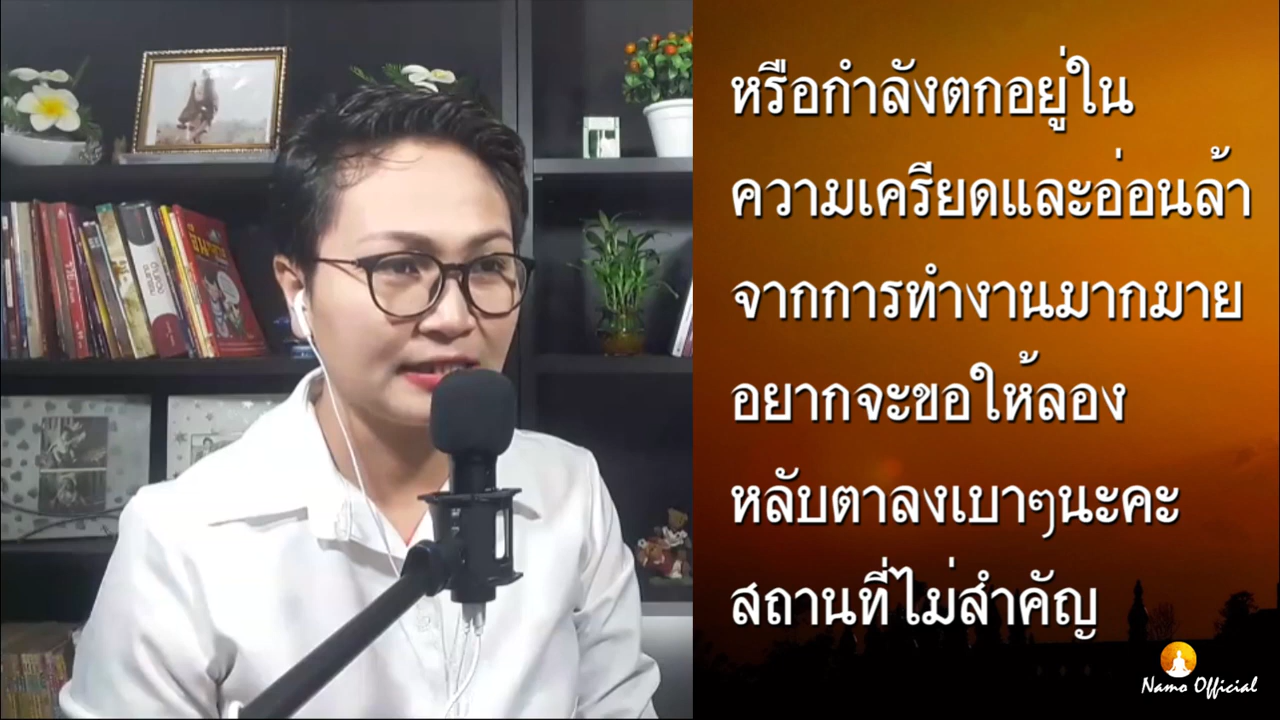 หรือกำลังตกอยู่ใน
ความเครียดและอ่อนล้า
จากการทำงานมากมาย
อยากจะขอให้ลอง
หลับตาลงเบาๆนะคะ
สถานที่ไม่สำคัญ
Namo Official